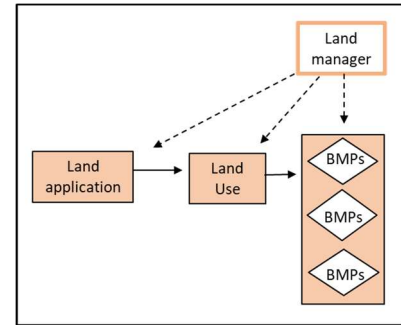 Land
manager
Land
application
Land
Use
BMPs
BMPs
BMPs